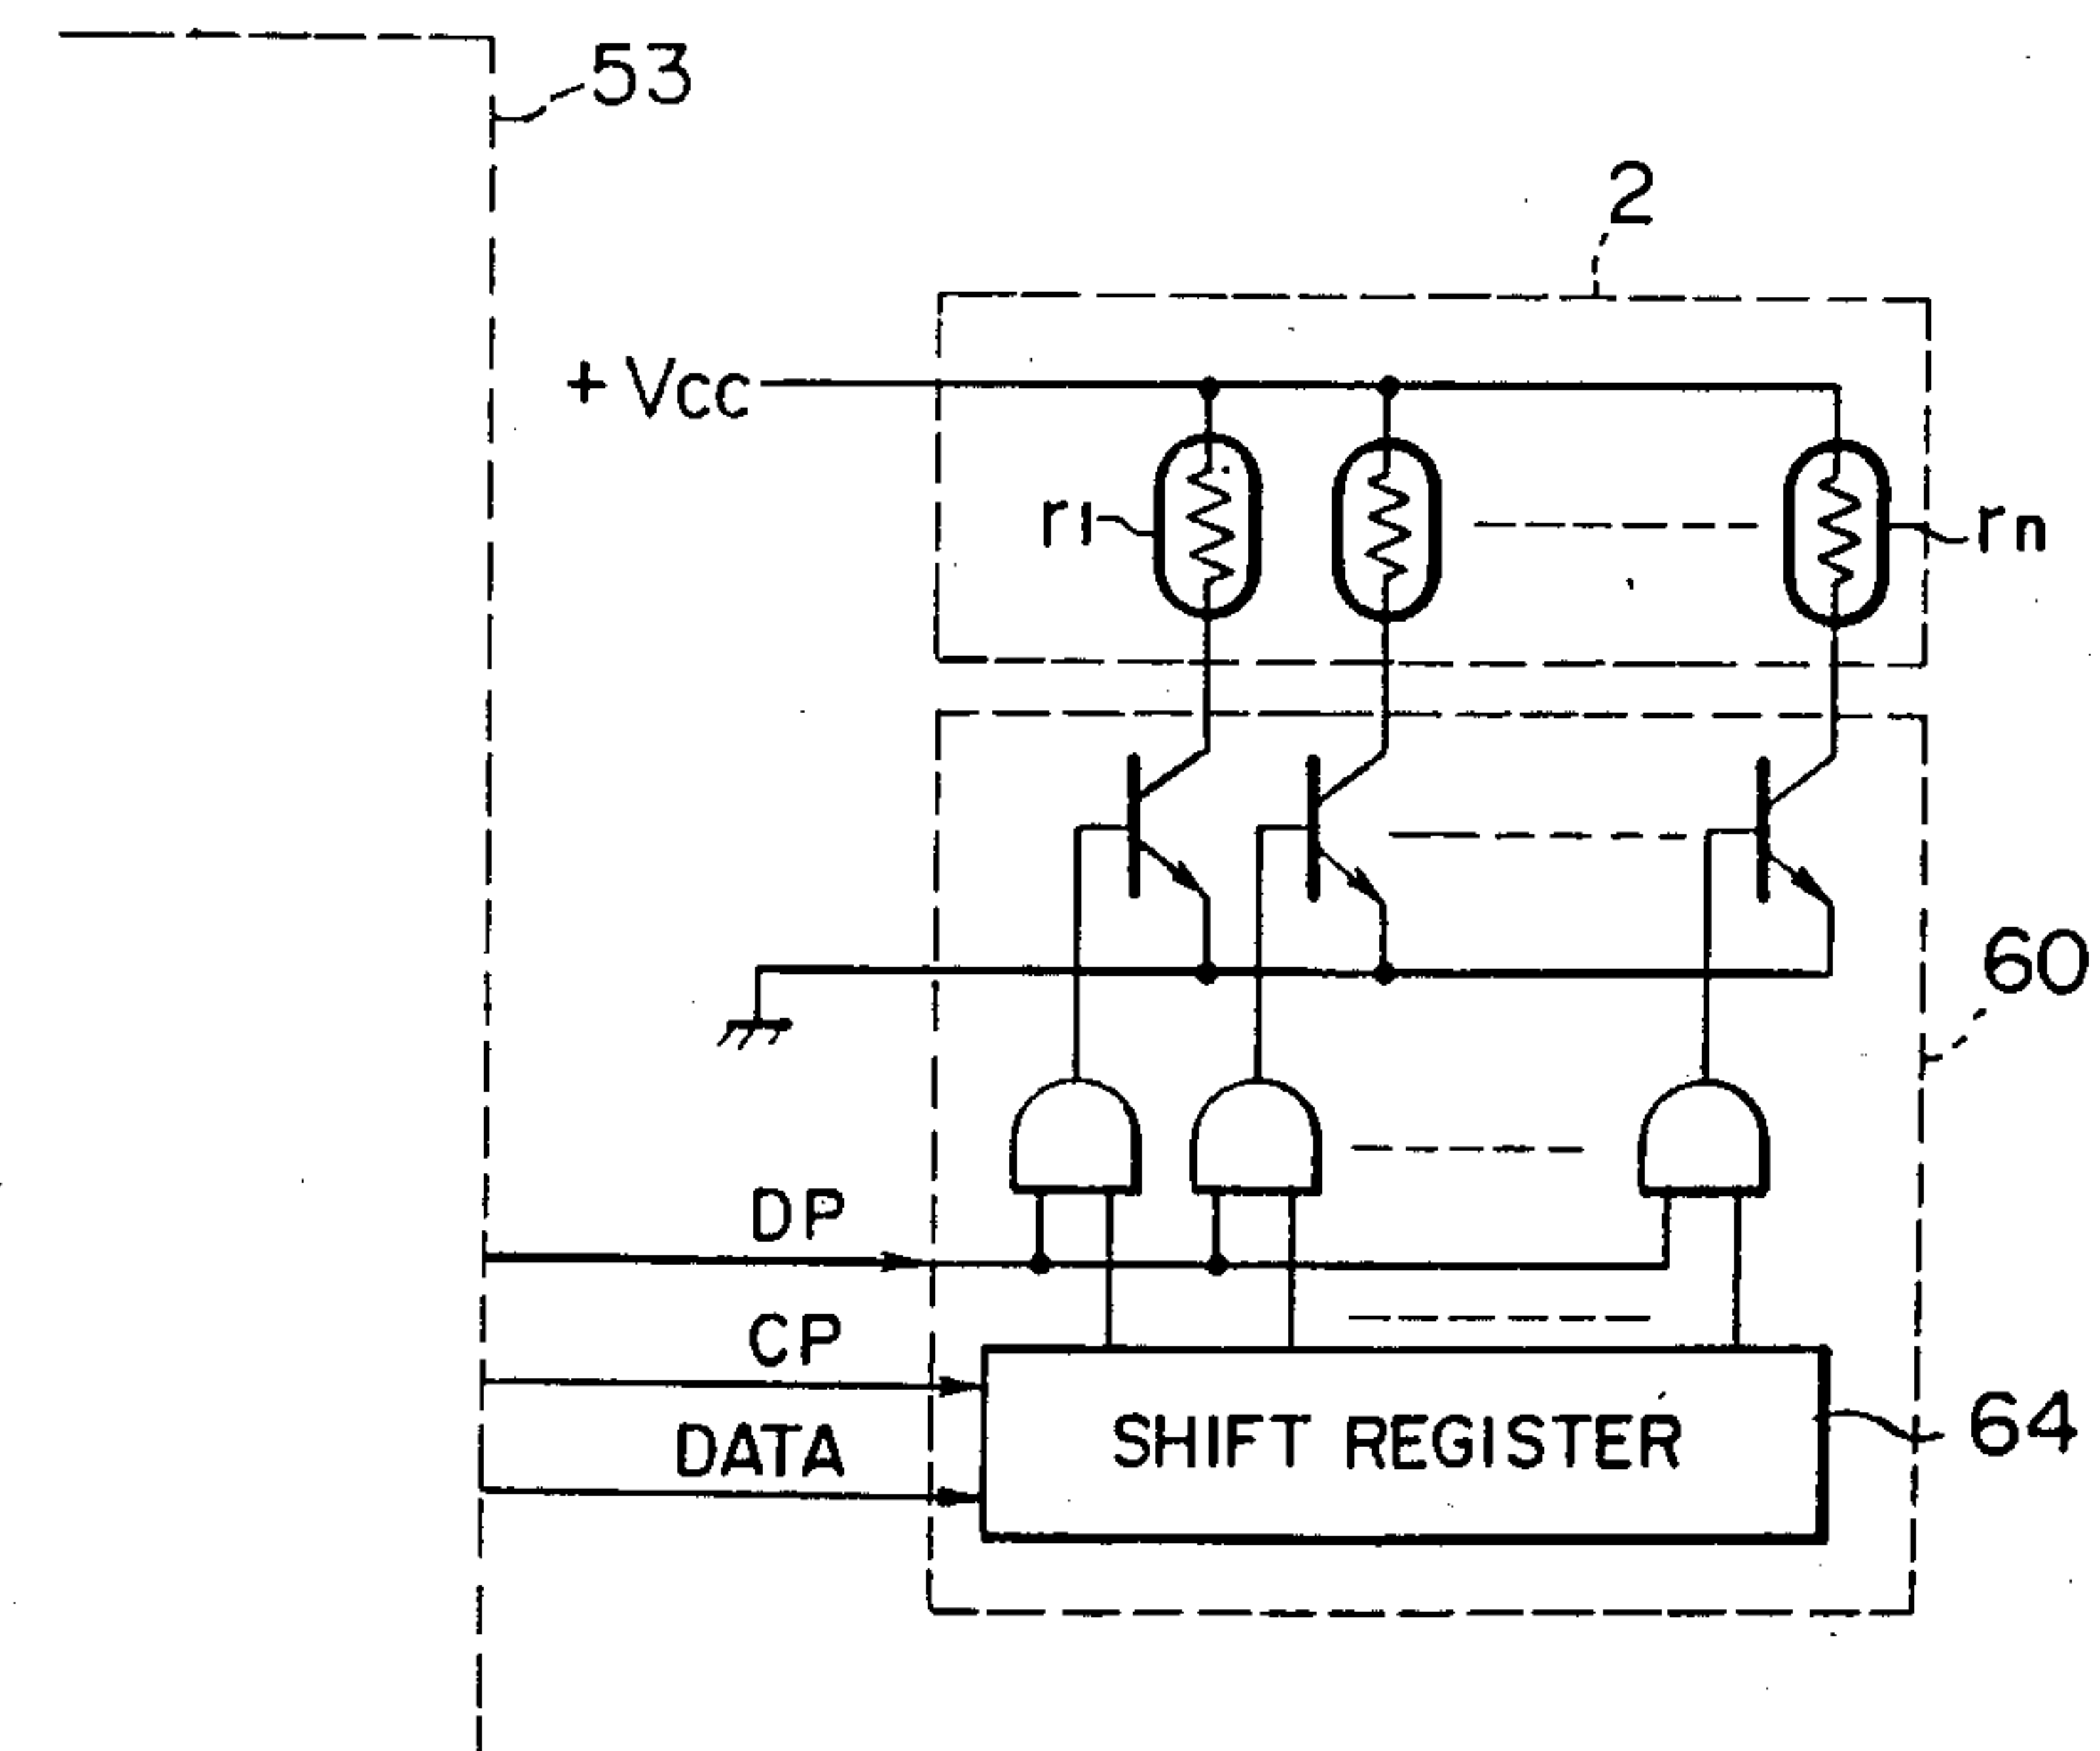 53
2
+ Vcc
r1
rn
60
DP
CP
DATA
SHIFT REGISTER
64